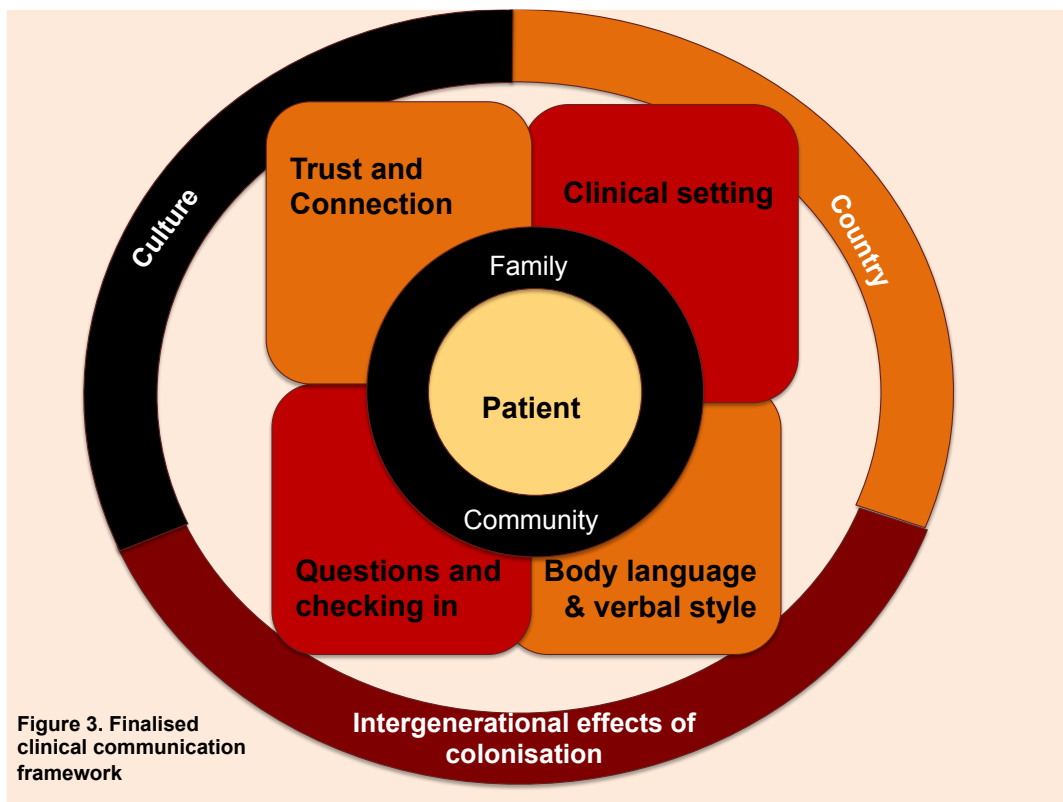 Culture
Country
Trust and
Connection
Clinical setting
Family
Patient
Community
Questions and
checking in
Body language
& verbal style
Intergenerational effects of
colonisation
Figure 3. Finalised
clinical communication
framework